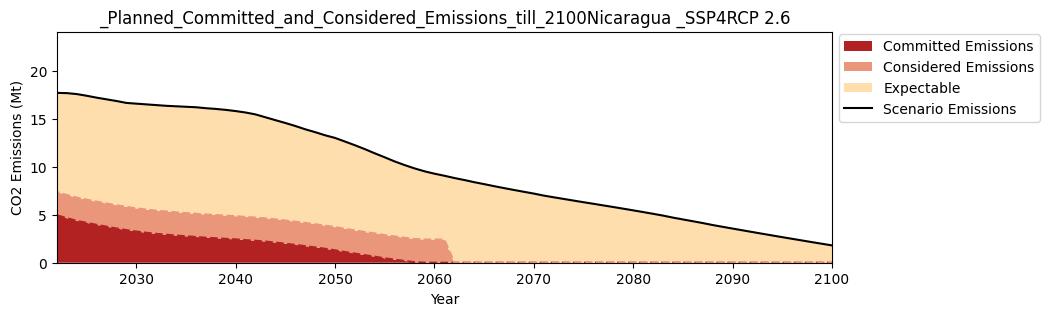 _Planned_Committed_and_Considered_Emissions_till_2100Nicaragua _SSP4RCP 2.6
CO2 Emissions (Mt)
20
15
10
5
0
2030 2040 2050 2060 2070 2080 2090 2100
Year
Committed Emissions
Considered Emissions
Expectable
Scenario Emissions